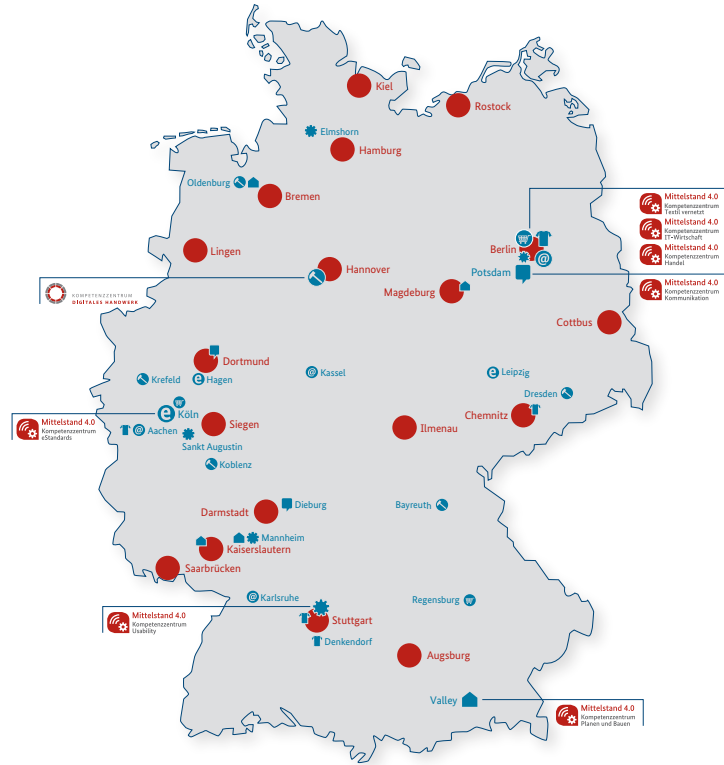 Kiel
Rostock
Elmshorn
Hamburg
Oldenburg
Bremen
Mittelstand 4.0
Kompetenzzentrum
Textil vernetzt
Mittelstand 4.0
Kompetenzzentrum
IT-Wirtschaft
Mittelstand 4.0
Kompetenzzentrum
Handel
Berlin
@
Lingen
Hannover
Potsdam
Mittelstand 4.0
Kompetenzzentrum
Kommunikation
KOMPETENZZENTRUM
DIGITALES HANDWERK
Magdeburg
Cottbus
Dortmund
Krefeld
e Hagen
@ Kassel
e Leipzig
Dresden
e Köln
Mittelstand 4.0
Kompetenzzentrum
eStandards
Chemnitz
@ Aachen
Siegen
Ilmenau
Sankt Augustin
Koblenz
Darmstadt
Dieburg
Bayreuth
Mannheim
Kaiserslautern
Saarbrücken
@ Karlsruhe
Regensburg
Mittelstand 4.0
Kompetenzzentrum
Usability
Stuttgart
Denkendorf
Augsburg
Valley
Mittelstand 4.0
Kompetenzzentrum
Planen und Bauen